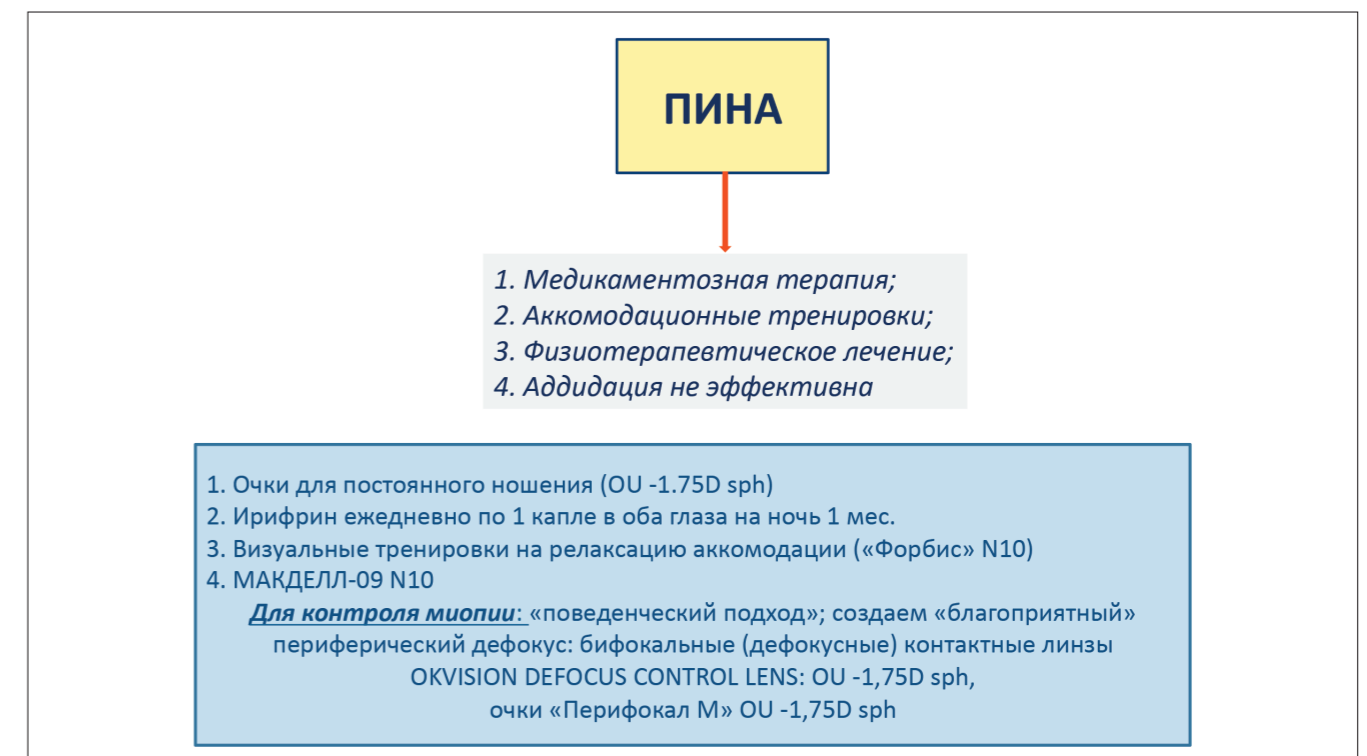 ПИНА
1. Медикаментозная терапия;
2. Аккомодационные тренировки;
3. Физиотерапевтическое лечение;
4. Аддидация не эффективна
1. Очки для постоянного ношения (OU -1.75D sph)
2. Ирифрин ежедневно по 1 капле в оба глаза на ночь 1 мес.
3. Визуальные тренировки на релаксацию аккомодации («Форбис» N10)
4. МАКДЕЛЛ-09 N10
Для контроля миопии: «поведенческий подход»; создаем «благоприятный»
периферический дефокус: бифокальные (дефокусные) контактные линзы
OKVISION DEFOCUS CONTROL LENS: OU -1,75D sph,
очки «Перифокал М» OU -1,75D sph